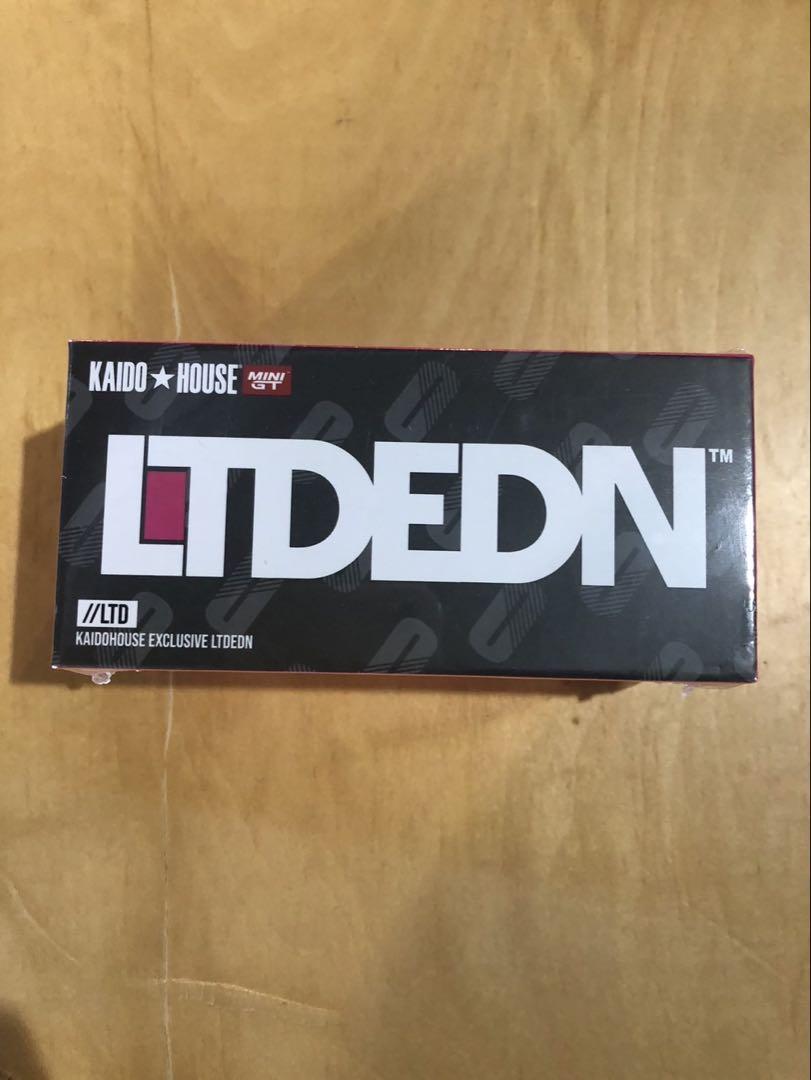 KAIDO★HOUSE MINI GT
LTDEDN™
//LTD
KAIDOHOUSE EXCLUSIVE LTDEDN